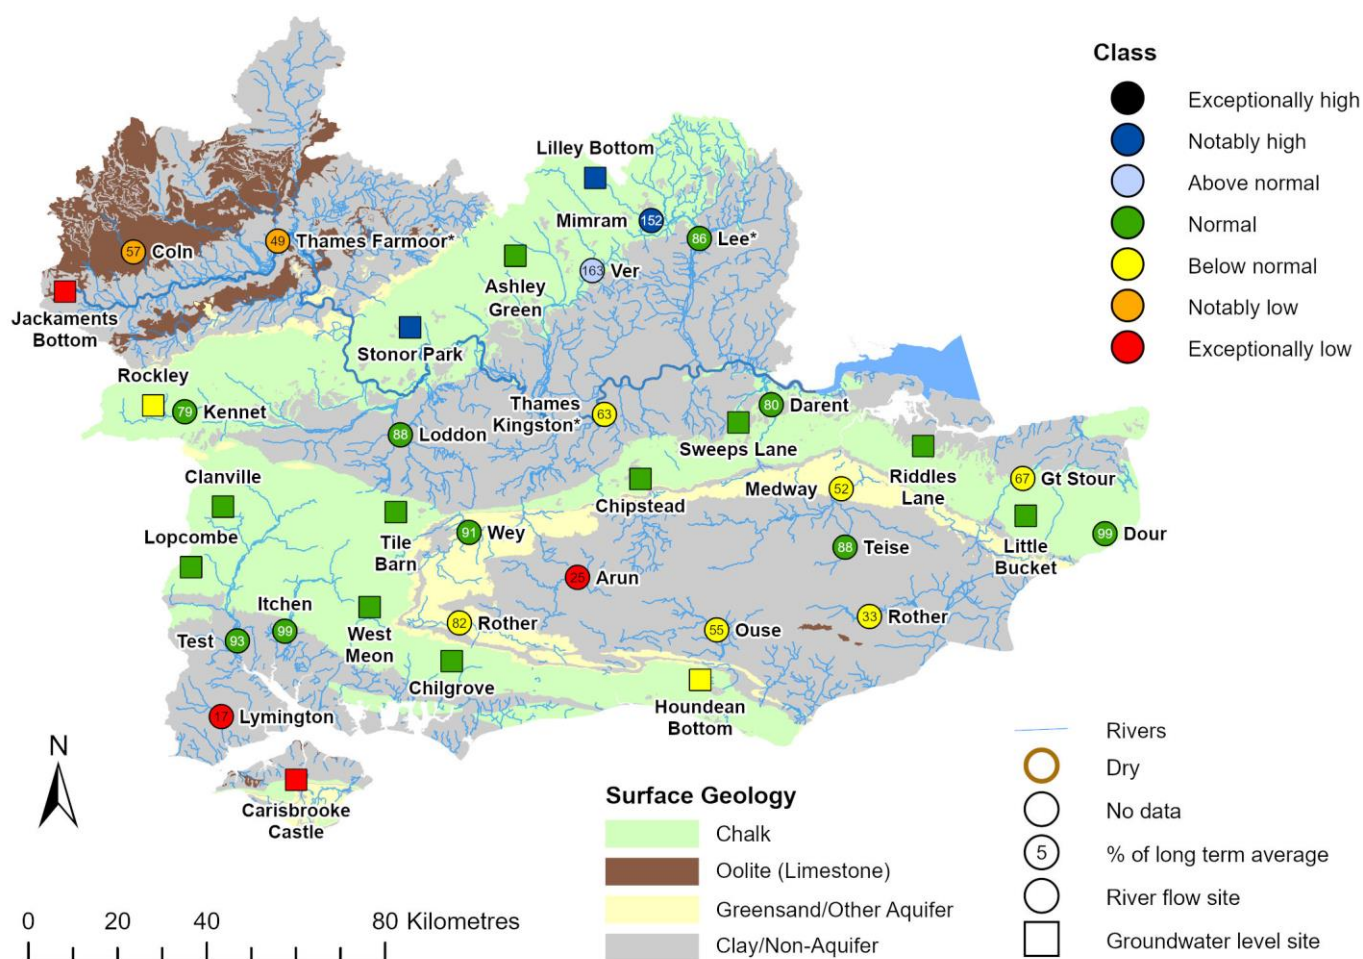 Class
Exceptionally high
Notably high
Above normal
Normal
Below normal
Notably low
Exceptionally low
Lilley Bottom
Mimram
152
86
Lee*
57
Coln
49
Thames Farmoor*
Ashley
Green
163
Ver
Jackaments
Bottom
Stonor Park
Rockley
79
Kennet
88
Loddon
Thames
Kingston*
63
80
Darent
Sweeps Lane
Riddles
Lane
67
Gt Stour
Clanville
Chipstead
Medway
52
Lopcombe
Tile
Barn
91
Wey
88
Teise
Little
Bucket
99
Dour
25
Arun
Itchen
99
Test
93
West
Meon
82
Rother
55
Ouse
33
Rother
Chilgrove
Houndean
Bottom
17
Lymington
Carisbrooke
Castle
N
0 20 40 80 Kilometres
Surface Geology
Chalk
Oolite (Limestone)
Greensand/Other Aquifer
Clay/Non-Aquifer
Rivers
Dry
No data
5
% of long term average
River flow site
Groundwater level site